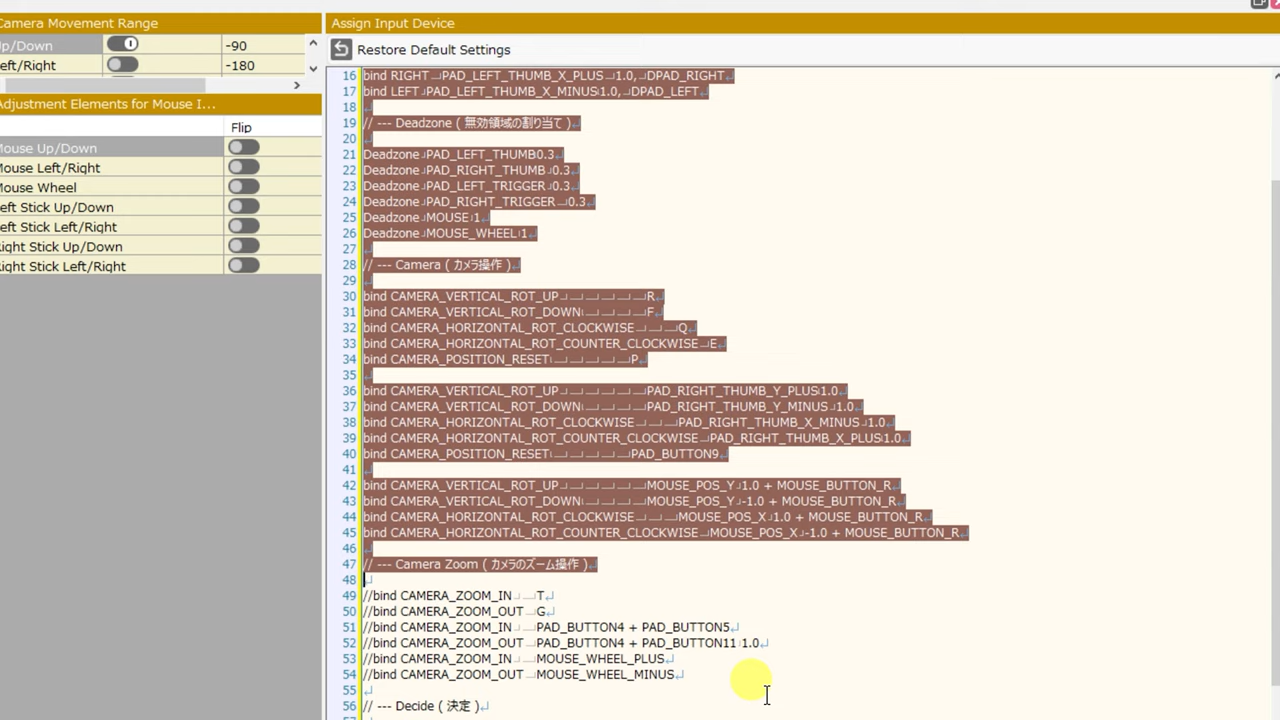 Camera Movement Range
Up/Down -90
Left/Right -180
Adjustment Elements for Mouse I...
Flip
Mouse Up/Down
Mouse Left/Right
Mouse Wheel
Left Stick Up/Down
Left Stick Left/Right
Right Stick Up/Down
Right Stick Left/Right
Assign Input Device
Restore Default Settings
16 bind RIGHT PAD_LEFT_THUMB_X_PLUS 1.0, DPAD_RIGHT
17 bind LEFT PAD_LEFT_THUMB_X_MINUS 1.0, DPAD_LEFT
18
19 // --- Deadzone ( 無効領域の割り当て )
20
21 Deadzone PAD_LEFT_THUMB 0.3
22 Deadzone PAD_RIGHT_THUMB 0.3
23 Deadzone PAD_LEFT_TRIGGER 0.3
24 Deadzone PAD_RIGHT_TRIGGER 0.3
25 Deadzone MOUSE 1
26 Deadzone MOUSE_WHEEL 1
27
28 // --- Camera ( カメラ操作 )
29
30 bind CAMERA_VERTICAL_ROT_UP R
31 bind CAMERA_VERTICAL_ROT_DOWN F
32 bind CAMERA_HORIZONTAL_ROT_CLOCKWISE Q
33 bind CAMERA_HORIZONTAL_ROT_COUNTER_CLOCKWISE E
34 bind CAMERA_POSITION_RESET P
35
36 bind CAMERA_VERTICAL_ROT_UP PAD_RIGHT_THUMB_Y_PLUS 1.0
37 bind CAMERA_VERTICAL_ROT_DOWN PAD_RIGHT_THUMB_Y_MINUS 1.0
38 bind CAMERA_HORIZONTAL_ROT_CLOCKWISE PAD_RIGHT_THUMB_X_MINUS 1.0
39 bind CAMERA_HORIZONTAL_ROT_COUNTER_CLOCKWISE PAD_RIGHT_THUMB_X_PLUS 1.0
40 bind CAMERA_POSITION_RESET PAD_BUTTON9
41
42 bind CAMERA_VERTICAL_ROT_UP MOUSE_POS_Y 1.0 + MOUSE_BUTTON_R
43 bind CAMERA_VERTICAL_ROT_DOWN MOUSE_POS_Y -1.0 + MOUSE_BUTTON_R
44 bind CAMERA_HORIZONTAL_ROT_CLOCKWISE MOUSE_POS_X 1.0 + MOUSE_BUTTON_R
45 bind CAMERA_HORIZONTAL_ROT_COUNTER_CLOCKWISE MOUSE_POS_X -1.0 + MOUSE_BUTTON_R
46
47 // --- Camera Zoom ( カメラのズーム操作 )
48
49 //bind CAMERA_ZOOM_IN T
50 //bind CAMERA_ZOOM_OUT G
51 //bind CAMERA_ZOOM_IN PAD_BUTTON4 + PAD_BUTTON5
52 //bind CAMERA_ZOOM_OUT PAD_BUTTON4 + PAD_BUTTON11 1.0
53 //bind CAMERA_ZOOM_IN MOUSE_WHEEL_PLUS
54 //bind CAMERA_ZOOM_OUT MOUSE_WHEEL_MINUS
55
56 // --- Decide ( 決定 )